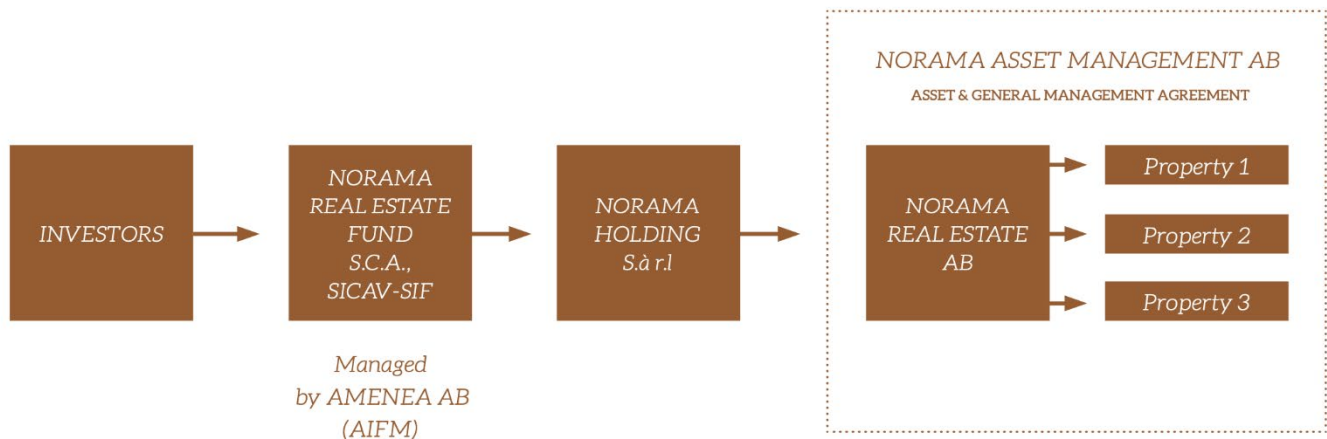 NORAMA ASSET MANAGEMENT AB
ASSET & GENERAL MANAGEMENT AGREEMENT
INVESTORS
NORAMA
REAL ESTATE
FUND
S.C.A.,
SICAV-SIF
Managed
by AMENEA AB
(AIFM)
NORAMA
HOLDING
S.à r.l
NORAMA
REAL ESTATE
AB
Property 1
Property 2
Property 3